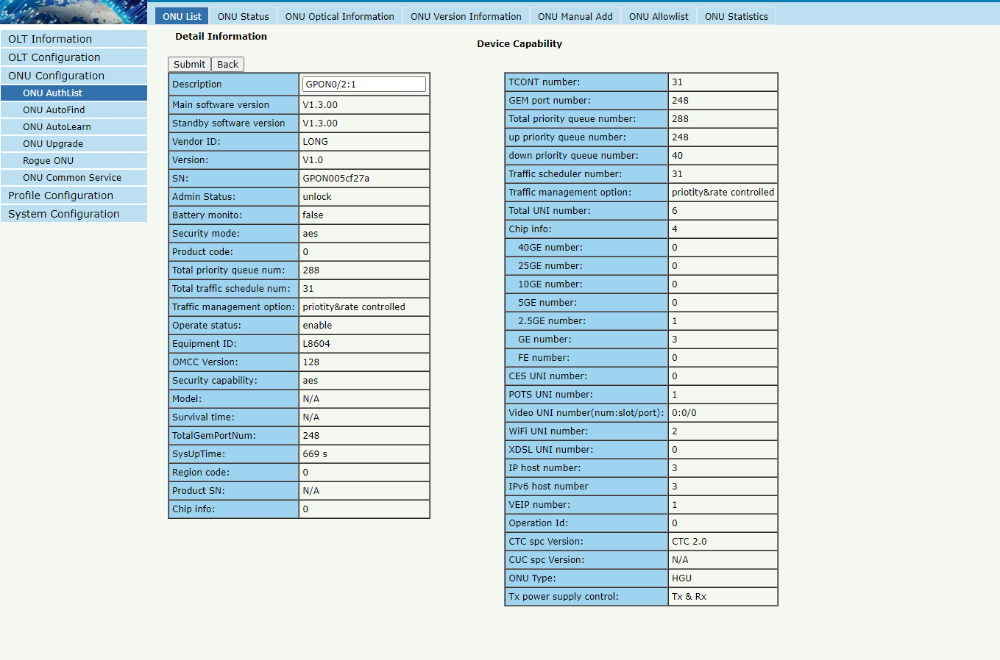 ONU List ONU Status ONU Optical Information ONU Version Information ONU Manual Add ONU Allowlist ONU Statistics
OLT Information
OLT Configuration
ONU Configuration
ONU AuthList
ONU AutoFind
ONU AutoLearn
ONU Upgrade
Rogue ONU
ONU Common Service
Profile Configuration
System Configuration
Detail Information
Submit Back
Description GPON0/2:1
Main software version V1.3.00
Standby software version V1.3.00
Vendor ID: LONG
Version: V1.0
SN: GPON005cf27a
Admin Status: unlock
Battery monito: false
Security mode: aes
Product code: 0
Total priority queue num: 288
Total traffic schedule num: 31
Traffic management option: priotity&rate controlled
Operate status: enable
Equipment ID: L8604
OMCC Version: 128
Security capability: aes
Model: N/A
Survival time: N/A
TotalGemPortNum: 248
SysUpTime: 669 s
Region code: 0
Product SN: N/A
Chip info: 0
Device Capability
TCONT number: 31
GEM port number: 248
Total priority queue number: 288
up priority queue number: 248
down priority queue number: 40
Traffic scheduler number: 31
Traffic management option: priotity&rate controlled
Total UNI number: 6
Chip info: 4
40GE number: 0
25GE number: 0
10GE number: 0
5GE number: 0
2.5GE number: 1
GE number: 3
FE number: 0
CES UNI number: 0
POTS UNI number: 1
Video UNI number(num:slot/port): 0:0/0
WiFi UNI number: 2
XDSL UNI number: 0
IP host number: 3
IPv6 host number 3
VEIP number: 1
Operation Id: 0
CTC spc Version: CTC 2.0
CUC spc Version: N/A
ONU Type: HGU
Tx power supply control: Tx & Rx